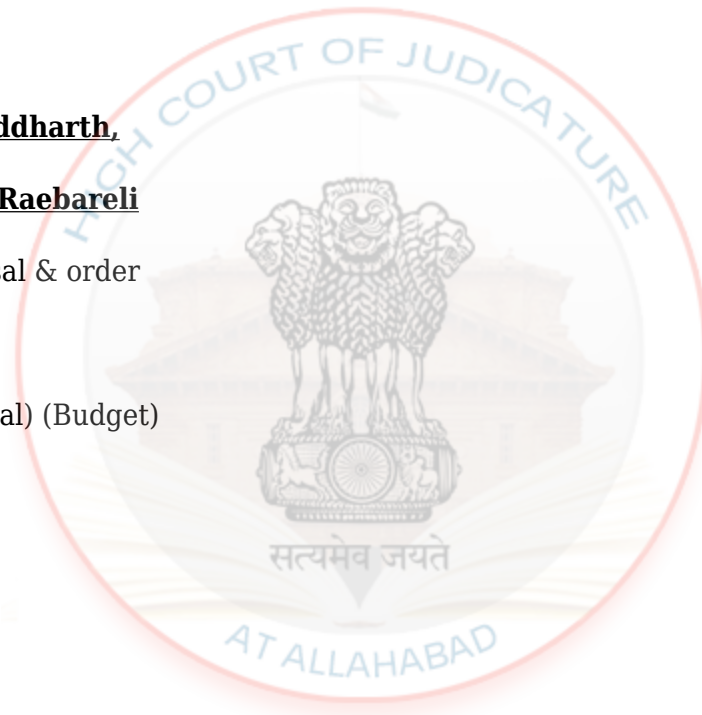 HIGH COURT OF JUDICATURE
ddharth,
Raebareli
al & order
al) (Budget)
सत्यमेव जयते
AT ALLAHABAD